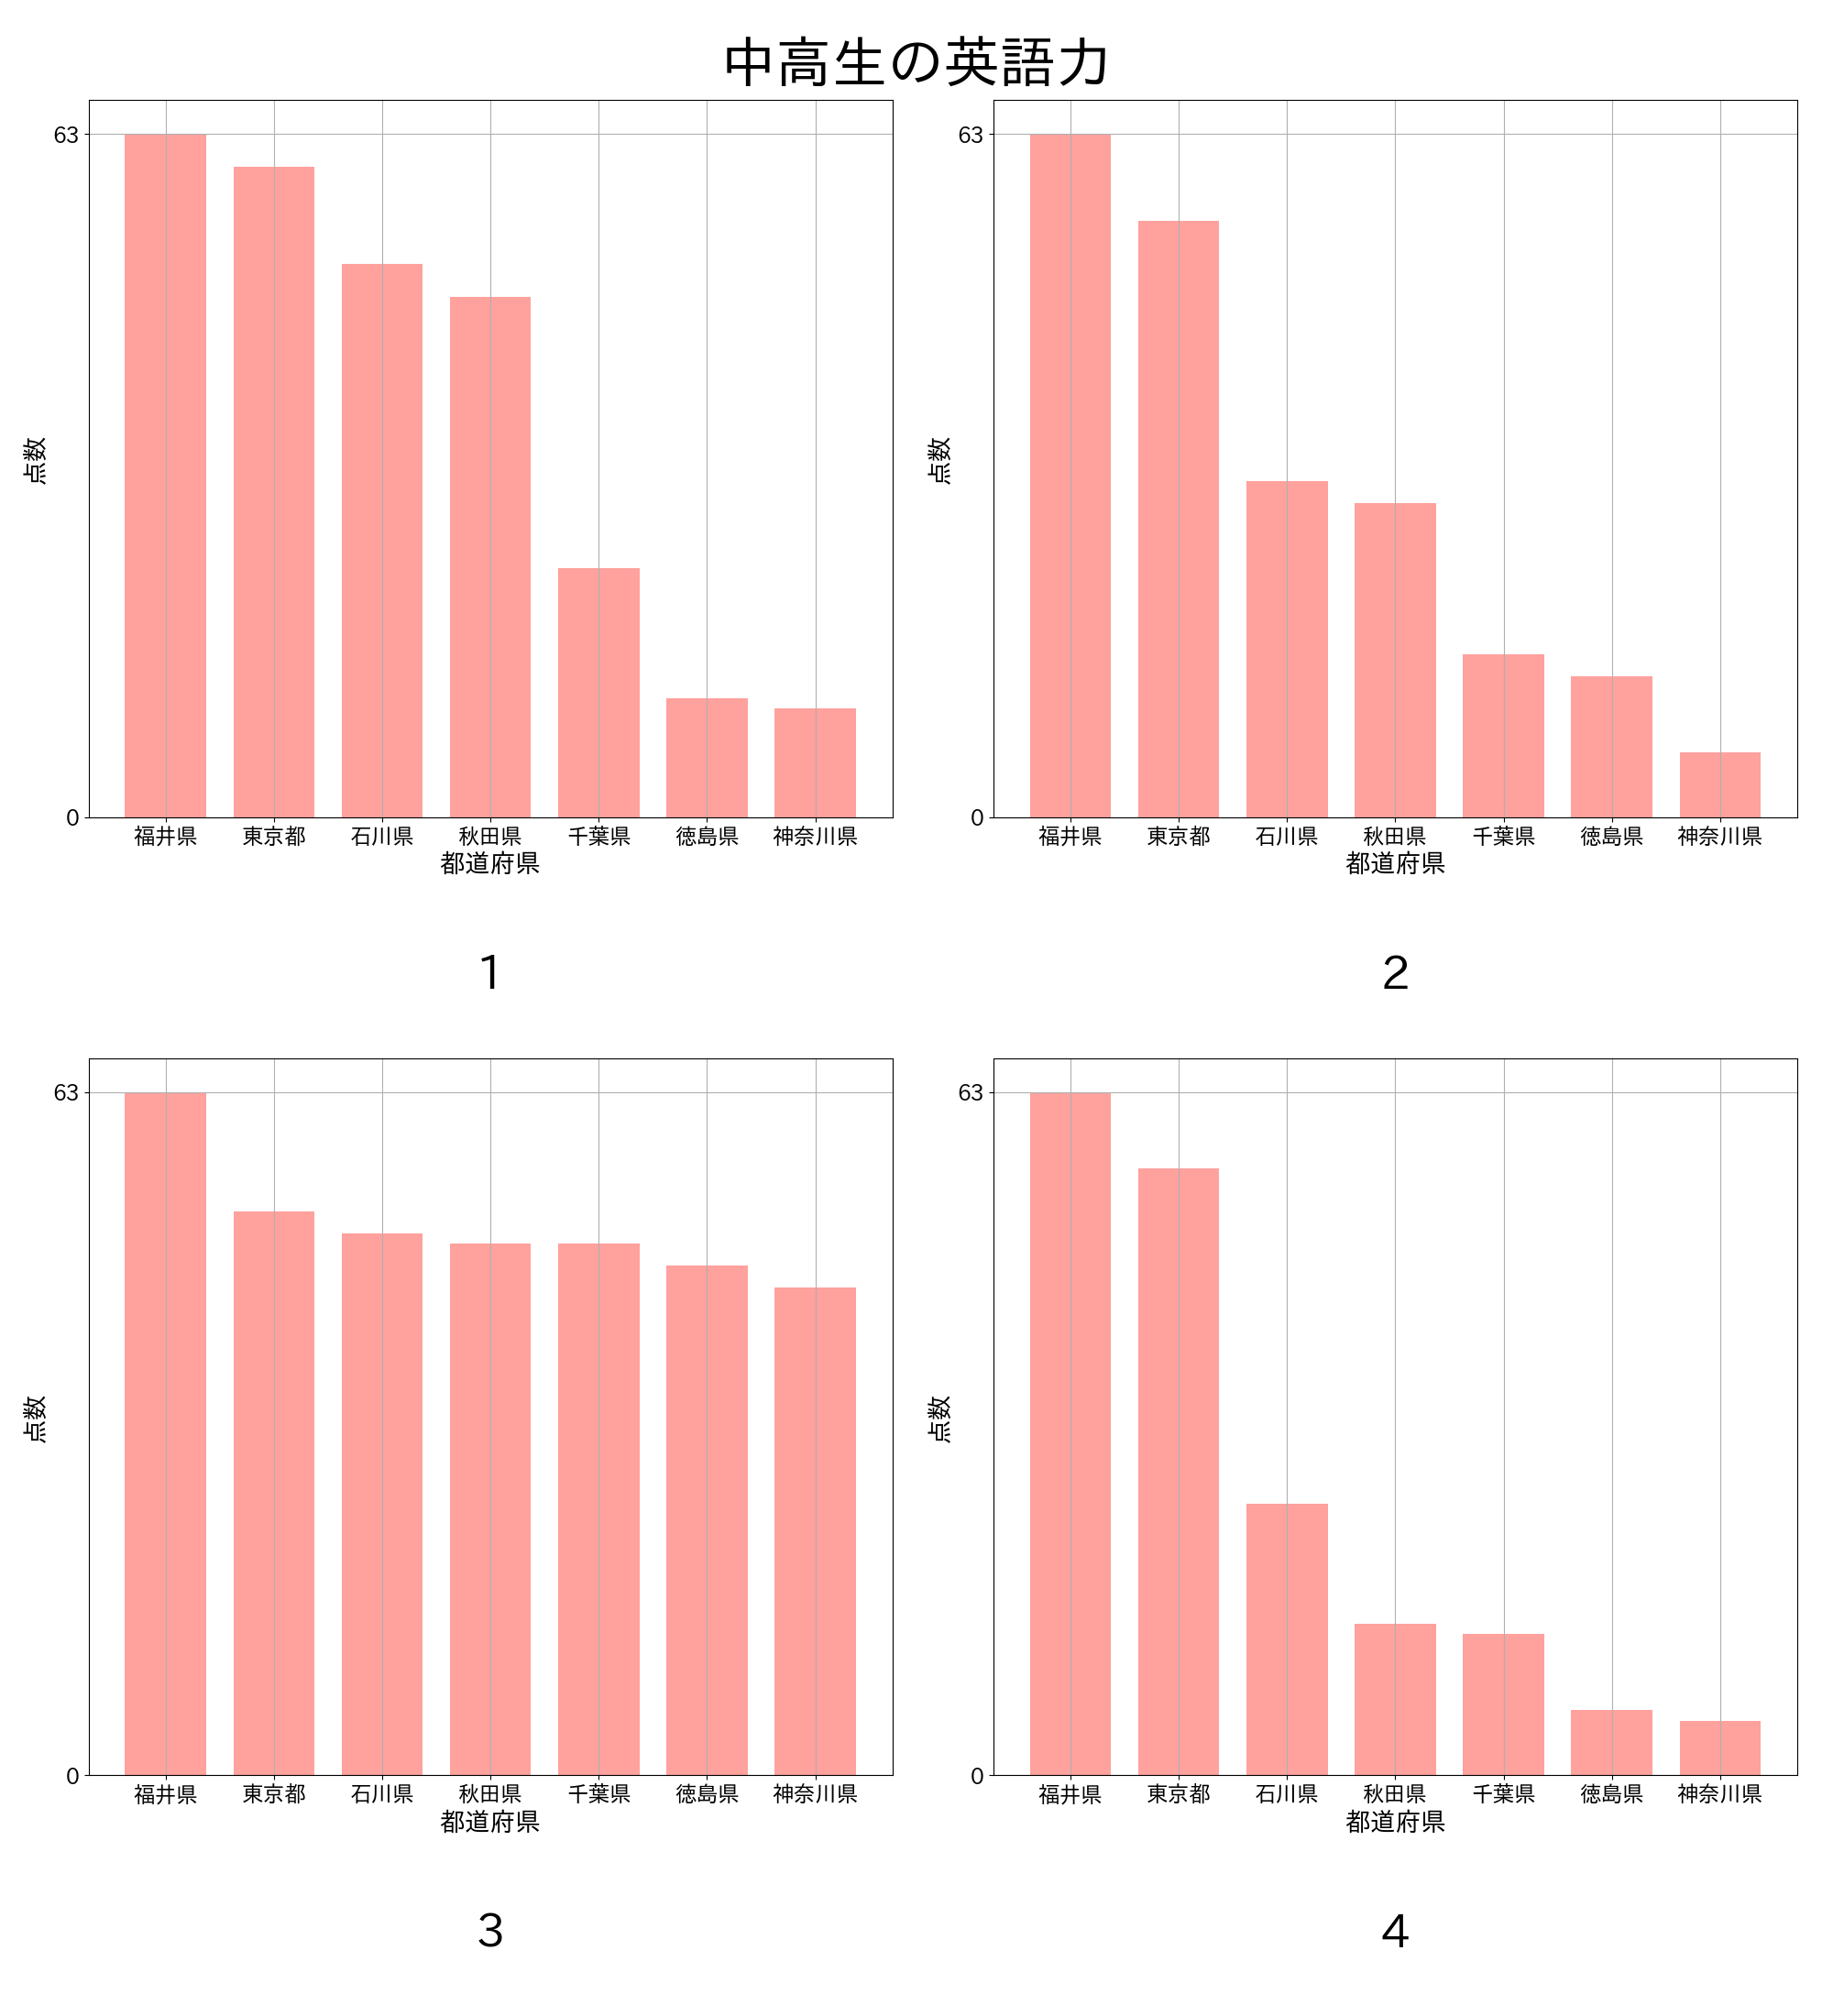 中高生の英語力
63
点数
0
福井県 東京都 石川県 秋田県 千葉県 徳島県 神奈川県
都道府県
1
63
点数
0
福井県 東京都 石川県 秋田県 千葉県 徳島県 神奈川県
都道府県
2
63
点数
0
福井県 東京都 石川県 秋田県 千葉県 徳島県 神奈川県
都道府県
3
63
点数
0
福井県 東京都 石川県 秋田県 千葉県 徳島県 神奈川県
都道府県
4